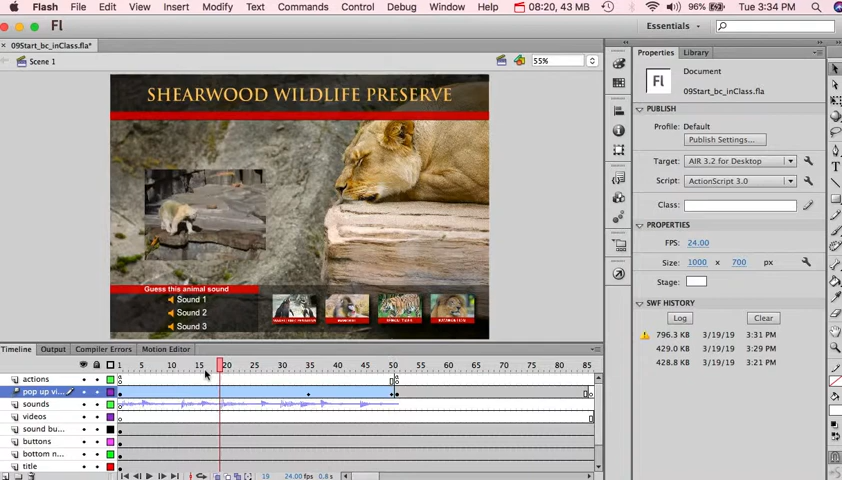 Flash File Edit View Insert Modify Text Commands Control Debug Window Help 08:20, 43 MB 96% Tue 3:34 PM
Fl Essentials
09Start_bc_inClass.fla*
Scene 1 55%
SHEARWOOD WILDLIFE PRESERVE
Guess this animal sound
Sound 1
Sound 2
Sound 3
Properties Library
Fl Document
09Start_bc_inClass.fla
PUBLISH
Profile: Default
Publish Settings...
Target: AIR 3.2 for Desktop
Script: ActionScript 3.0
Class:
PROPERTIES
FPS: 24.00
Size: 1000 x 700 px
Stage:
SWF HISTORY
Log Clear
796.3 KB 3/19/19 3:31 PM
429.0 KB 3/19/19 3:22 PM
428.8 KB 3/19/19 3:21 PM
Timeline Output Compiler Errors Motion Editor
1 5 10 15 20 25 30 35 40 45 50 55 60 65 70 75 80 85
actions
pop up vi...
sounds
videos
sound bu...
buttons
bottom n...
title
19 24.00 fps 0.8 s